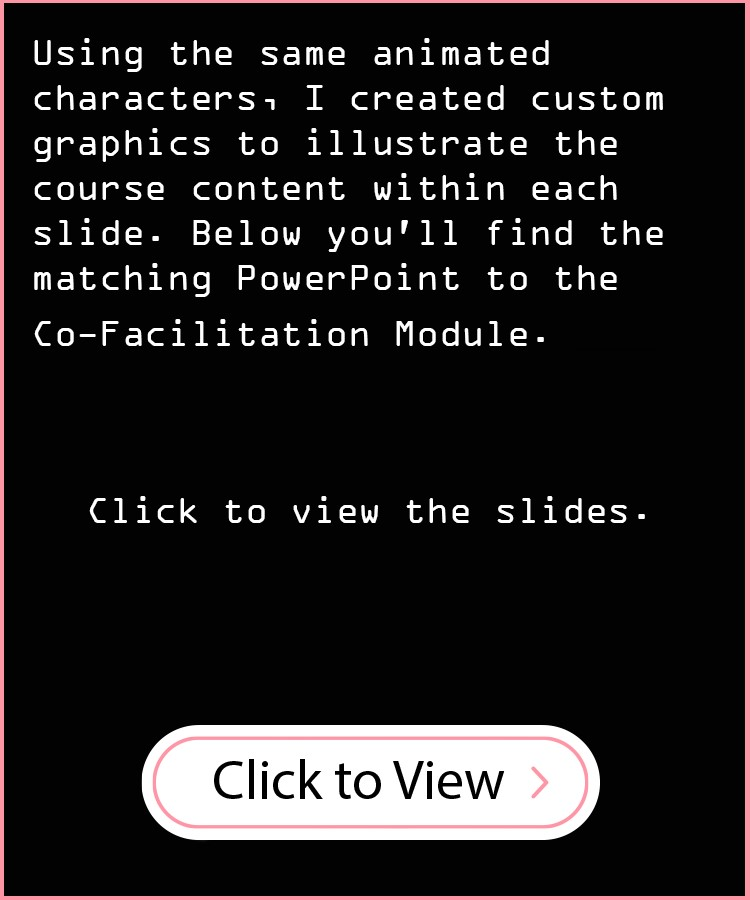 Using the same animated
characters, I created custom
graphics to illustrate the
course content within each
slide. Below you'll find the
matching PowerPoint to the
Co-Facilitation Module.
Click to view the slides.
Click to View